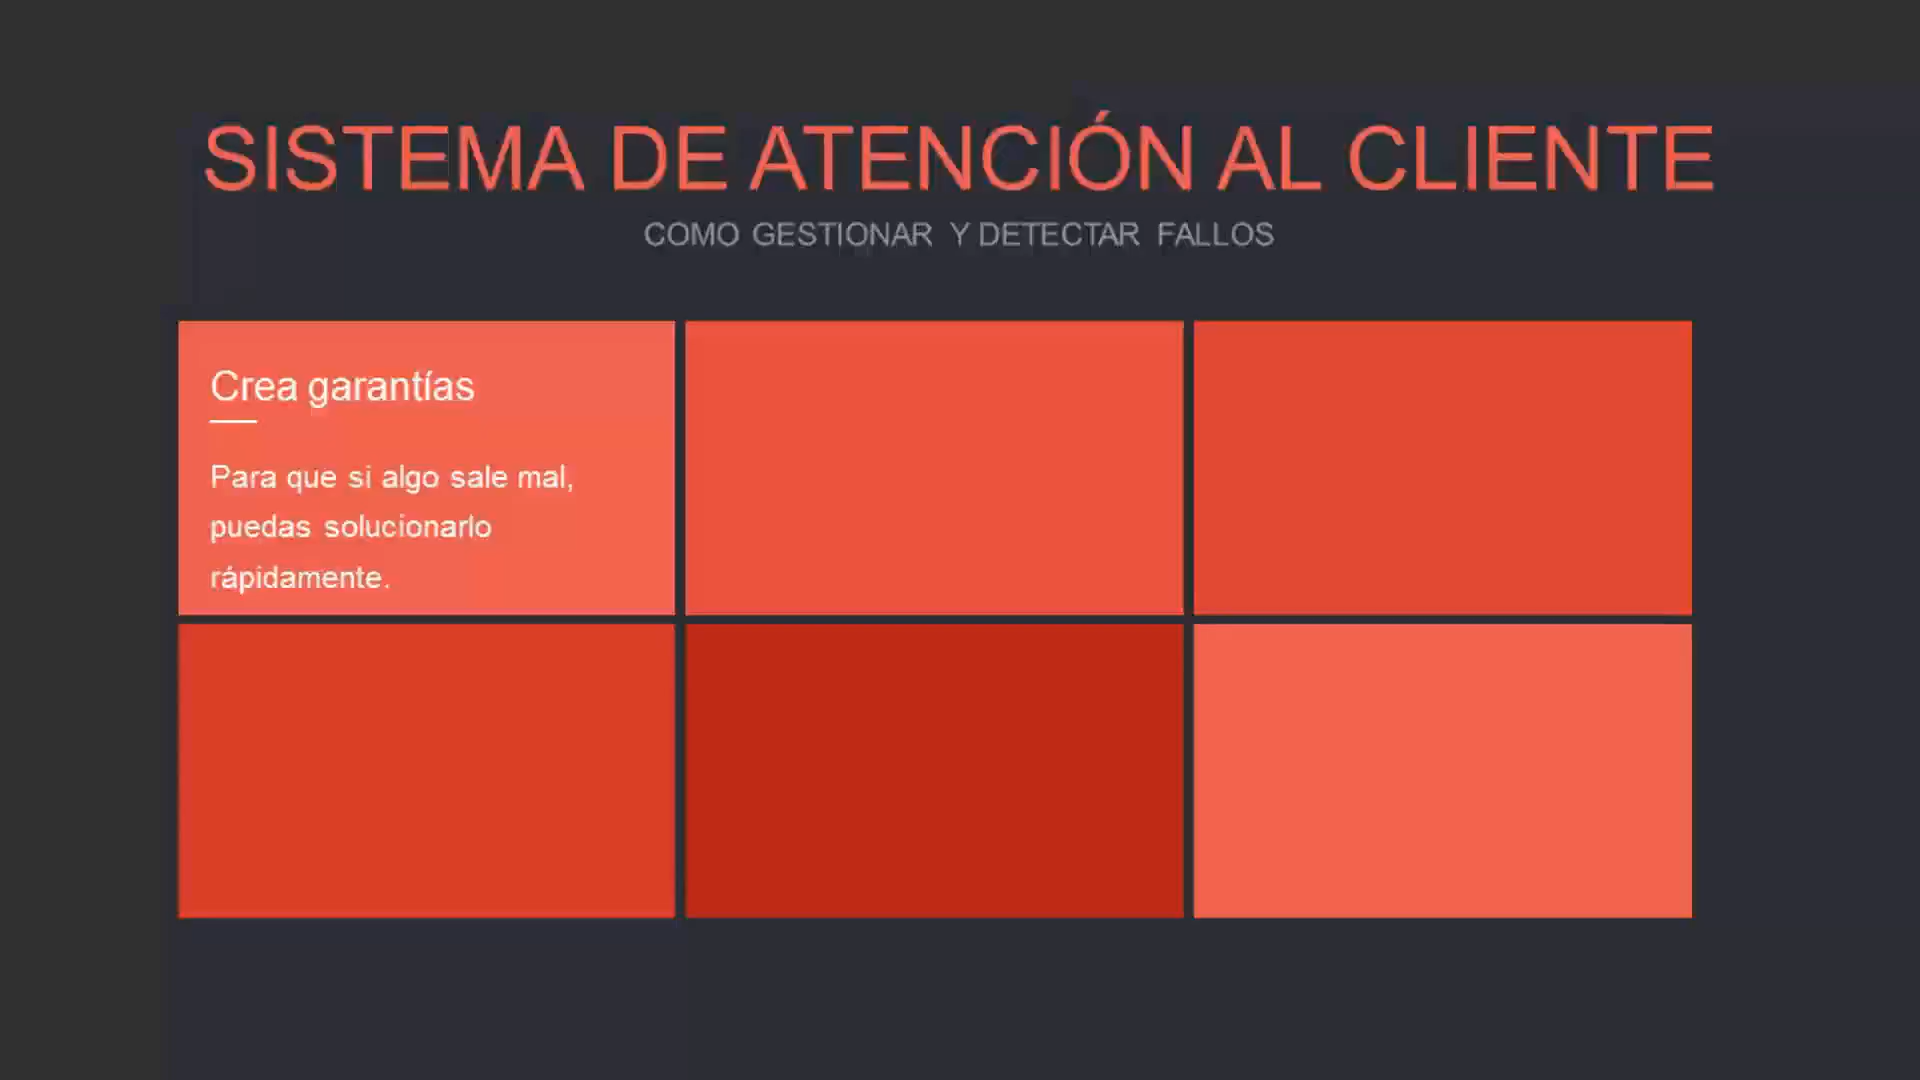 SISTEMA DE ATENCIÓN AL CLIENTE
COMO GESTIONAR Y DETECTAR FALLOS
Crea garantías
Para que si algo sale mal,
puedas solucionarlo
rápidamente.